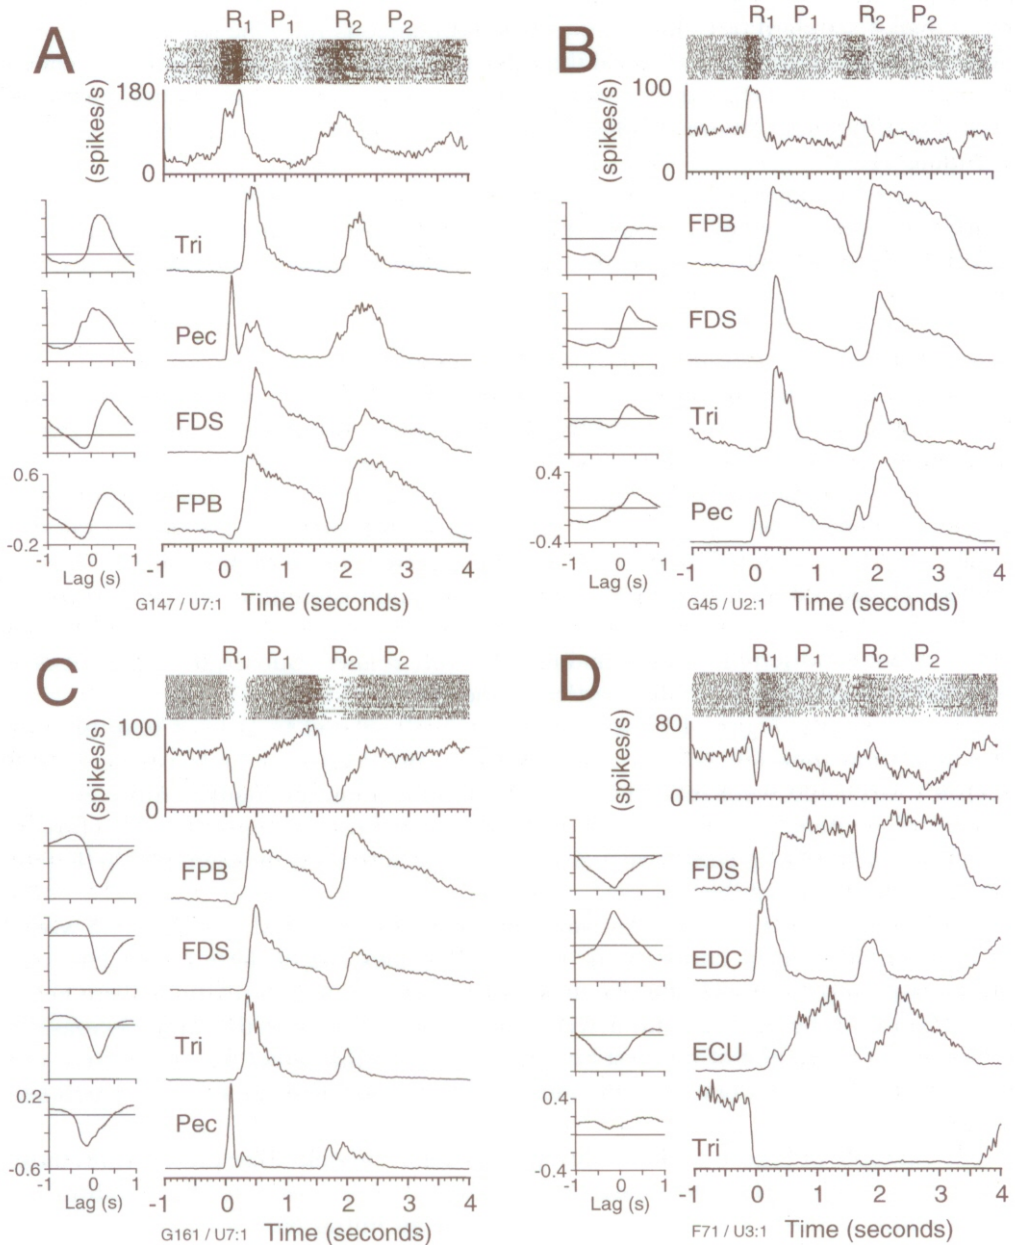 A
R1 P1 R2 P2
180
(spikes/s)
0
Tri
Pec
FDS
FPB
0.6
-0.2
-1 0 1
Lag (s)
-1 0 1 2 3 4
G147 / U7:1 Time (seconds)
B
R1 P1 R2 P2
100
(spikes/s)
0
FPB
FDS
Tri
Pec
0.4
-0.4
-1 0 1
Lag (s)
-1 0 1 2 3 4
G45 / U2:1 Time (seconds)
C
R1 P1 R2 P2
100
(spikes/s)
0
FPB
FDS
Tri
Pec
0.2
-0.6
-1 0 1
Lag (s)
-1 0 1 2 3 4
G161 / U7:1 Time (seconds)
D
R1 P1 R2 P2
80
(spikes/s)
0
FDS
EDC
ECU
Tri
0.4
-0.4
-1 0 1
Lag (s)
-1 0 1 2 3 4
F71 / U3:1 Time (seconds)